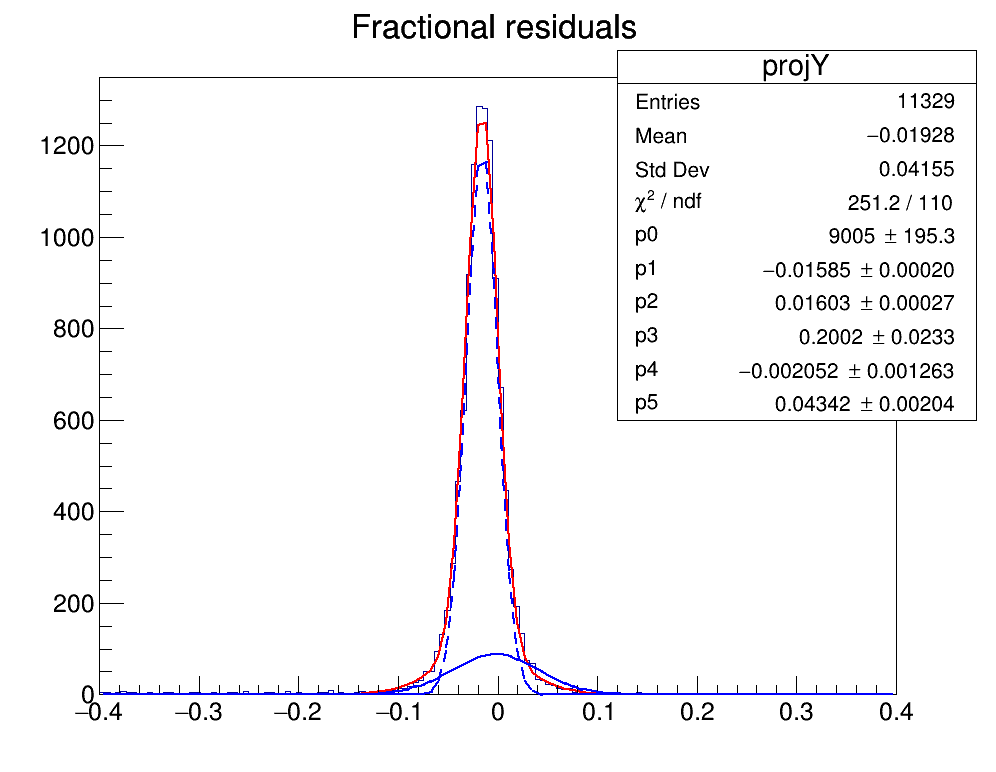 Fractional residuals
projY
Entries 11329
Mean −0.01928
Std Dev 0.04155
χ² / ndf 251.2 / 110
p0 9005 ± 195.3
p1 −0.01585 ± 0.00020
p2 0.01603 ± 0.00027
p3 0.2002 ± 0.0233
p4 −0.002052 ± 0.001263
p5 0.04342 ± 0.00204
1200
1000
800
600
400
200
0
−0.4 −0.3 −0.2 −0.1 0 0.1 0.2 0.3 0.4